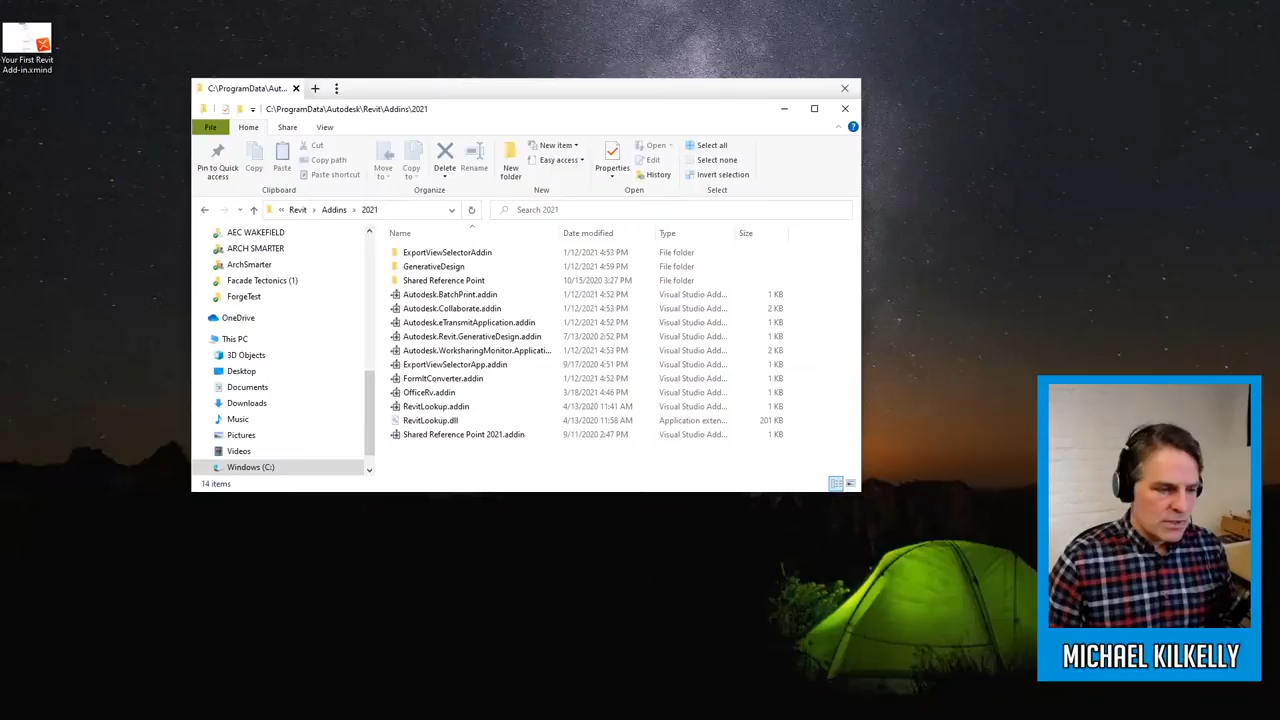 Your First Revit
Add-in.xmind
C:\ProgramData\Aut...
C:\ProgramData\Autodesk\Revit\Addins\2021
File
Home
Share
View
Pin to Quick
access
Copy
Paste
Cut
Copy path
Paste shortcut
Clipboard
Move
to
Copy
to
Delete
Rename
Organize
New
folder
New item
Easy access
New
Properties
Open
Edit
History
Open
Select all
Select none
Invert selection
Select
« Revit > Addins > 2021
Search 2021
AEC WAKEFIELD
ARCH SMARTER
ArchSmarter
Facade Tectonics (1)
ForgeTest
OneDrive
This PC
3D Objects
Desktop
Documents
Downloads
Music
Pictures
Videos
Windows (C:)
Name Date modified Type Size
ExportViewSelectorAddin 1/12/2021 4:53 PM File folder
GenerativeDesign 1/12/2021 4:59 PM File folder
Shared Reference Point 10/15/2020 3:27 PM File folder
Autodesk.BatchPrint.addin 1/12/2021 4:52 PM Visual Studio Add... 1 KB
Autodesk.Collaborate.addin 1/12/2021 4:53 PM Visual Studio Add... 2 KB
Autodesk.eTransmitApplication.addin 1/12/2021 4:52 PM Visual Studio Add... 1 KB
Autodesk.Revit.GenerativeDesign.addin 7/13/2020 2:52 PM Visual Studio Add... 1 KB
Autodesk.WorksharingMonitor.Applicati... 1/12/2021 4:53 PM Visual Studio Add... 2 KB
ExportViewSelectorApp.addin 9/17/2020 4:51 PM Visual Studio Add... 1 KB
FormItConverter.addin 1/12/2021 4:52 PM Visual Studio Add... 1 KB
OfficeRv.addin 3/18/2021 4:46 PM Visual Studio Add... 1 KB
RevitLookup.addin 4/13/2020 11:41 AM Visual Studio Add... 1 KB
RevitLookup.dll 4/13/2020 11:58 AM Application exten... 201 KB
Shared Reference Point 2021.addin 9/11/2020 2:47 PM Visual Studio Add... 1 KB
14 items
MICHAEL KILKELLY